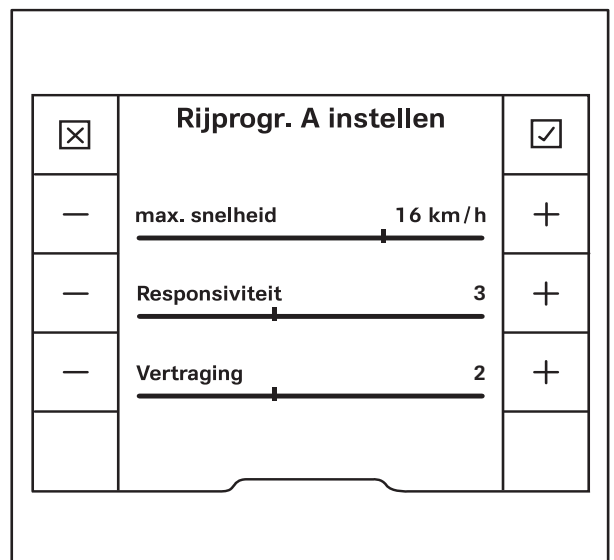 Rijprogr. A instellen
max. snelheid 16 km/h
Responsiviteit 3
Vertraging 2